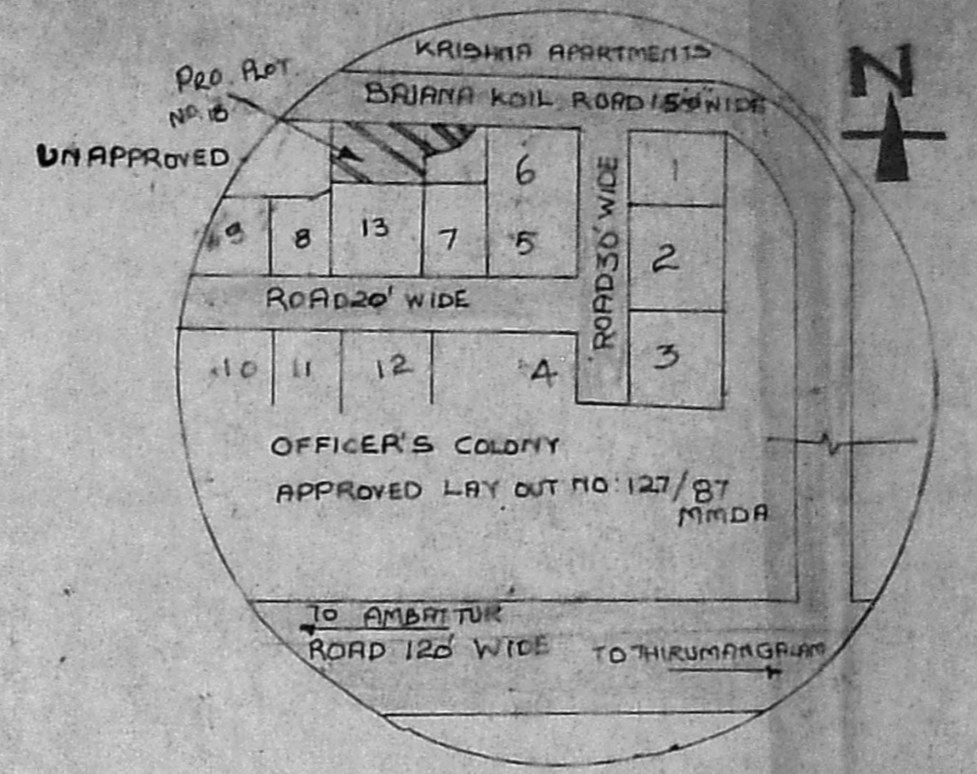 KRISHNA APARTMENTS
N
PRO. PLOT
NO. 18
BAJANA KOIL ROAD 15'0" WIDE
UNAPPROVED
6
1
9
8
13
7
5
ROAD 30' WIDE
2
ROAD 20' WIDE
10
11
12
4
3
OFFICER'S COLONY
APPROVED LAY OUT NO: 127/87
MMDA
TO AMBATTUR
ROAD 120' WIDE
TO THIRUMANGALAM